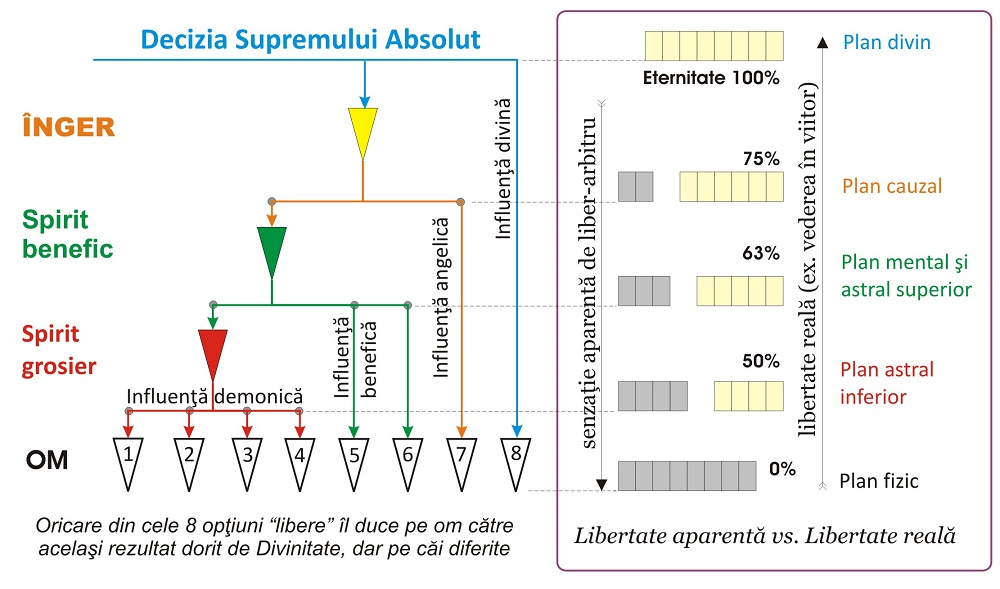 Decizia Supremului Absolut
ÎNGER
Spirit
benefic
Spirit
grosier
OM
Influenţă demonică
Influenţă
benefică
Influenţă angelică
Influenţă divină
1 2 3 4 5 6 7 8
Oricare din cele 8 opţiuni “libere” îl duce pe om către
acelaşi rezultat dorit de Divinitate, dar pe căi diferite
Plan divin
Eternitate 100%
75%
Plan cauzal
63%
Plan mental şi
astral superior
50%
Plan astral
inferior
0%
Plan fizic
senzaţie aparentă de liber-arbitru
libertate reală (ex. vederea în viitor)
Libertate aparentă vs. Libertate reală